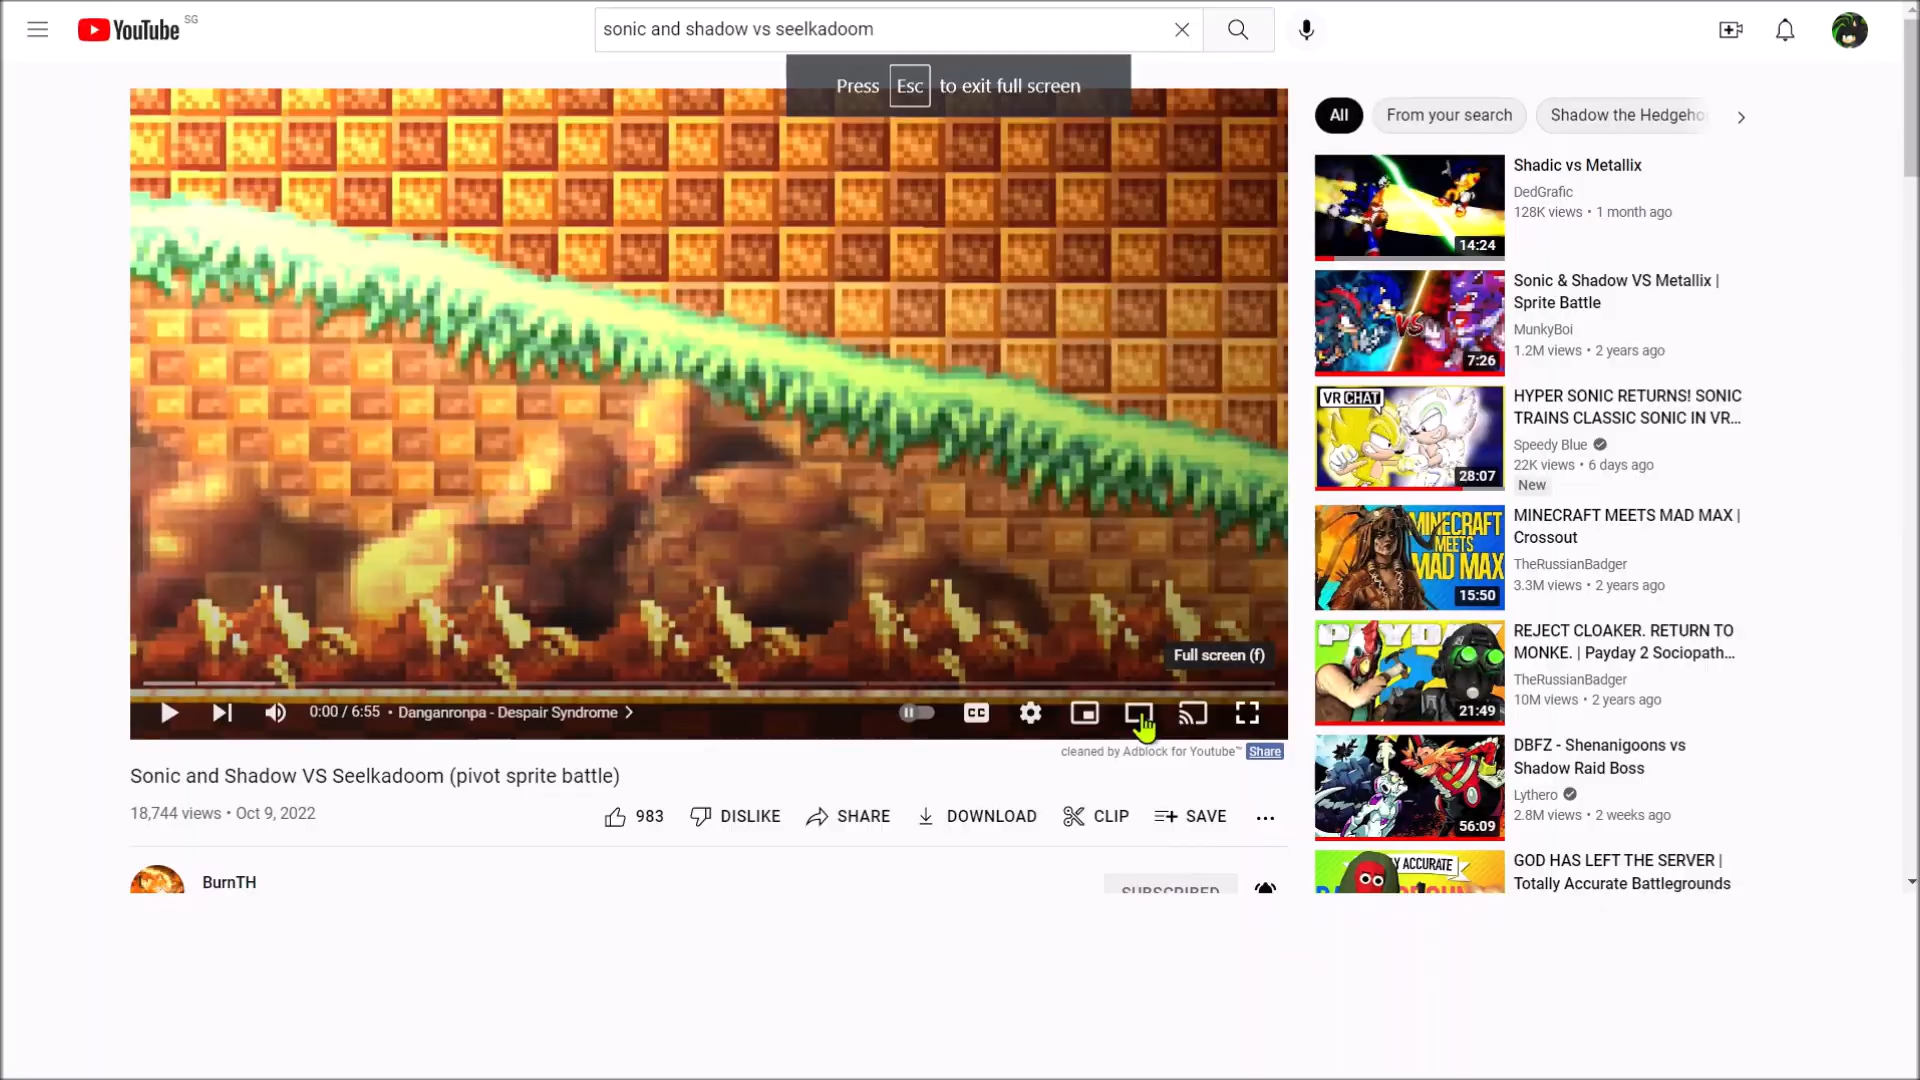 YouTube SG
sonic and shadow vs seelkadoom
Press Esc to exit full screen
All
From your search
Shadow the Hedgeho
Full screen (f)
0:00 / 6:55 • Danganronpa - Despair Syndrome
CC
cleaned by Adblock for Youtube™ Share
Sonic and Shadow VS Seelkadoom (pivot sprite battle)
18,744 views • Oct 9, 2022
983
DISLIKE
SHARE
DOWNLOAD
CLIP
SAVE
BurnTH
SUBSCRIBED
14:24
Shadic vs Metallix
DedGrafic
128K views • 1 month ago
VS
7:26
Sonic & Shadow VS Metallix |
Sprite Battle
MunkyBoi
1.2M views • 2 years ago
VR CHAT
28:07
HYPER SONIC RETURNS! SONIC
TRAINS CLASSIC SONIC IN VR...
Speedy Blue
22K views • 6 days ago
New
MINECRAFT
MEETS
MAD MAX
15:50
MINECRAFT MEETS MAD MAX |
Crossout
TheRussianBadger
3.3M views • 2 years ago
21:49
REJECT CLOAKER. RETURN TO
MONKE. | Payday 2 Sociopath...
TheRussianBadger
10M views • 2 years ago
56:09
DBFZ - Shenanigoons vs
Shadow Raid Boss
Lythero
2.8M views • 2 weeks ago
Y ACCURATE
GOD HAS LEFT THE SERVER |
Totally Accurate Battlegrounds